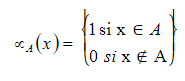 ∝A(x) = {1 si x ∈ A
0 si x ∉ A,